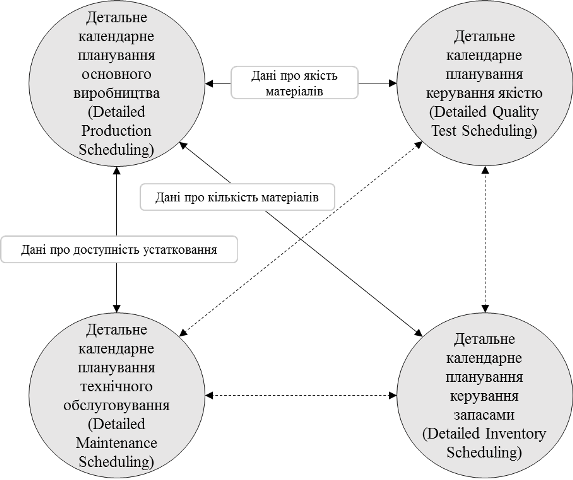 Детальне
календарне
планування
основного
виробництва
(Detailed
Production
Scheduling)
Дані про якість
матеріалів
Детальне
календарне
планування
керування якістю
(Detailed Quality
Test Scheduling)
Дані про кількість матеріалів
Дані про доступність устатковання
Детальне
календарне
планування
технічного
обслуговування
(Detailed
Maintenance
Scheduling)
Детальне
календарне
планування
керування
запасами
(Detailed Inventory
Scheduling)